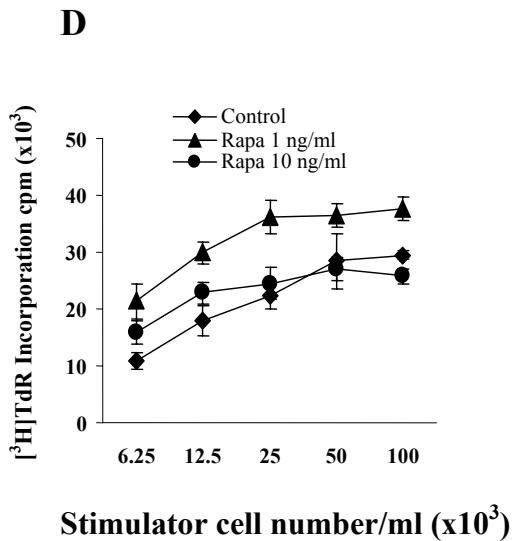 D
Control
Rapa 1 ng/ml
Rapa 10 ng/ml
[³H]TdR Incorporation cpm (x10³)
50
40
30
20
10
0
6.25 12.5 25 50 100
Stimulator cell number/ml (x10³)